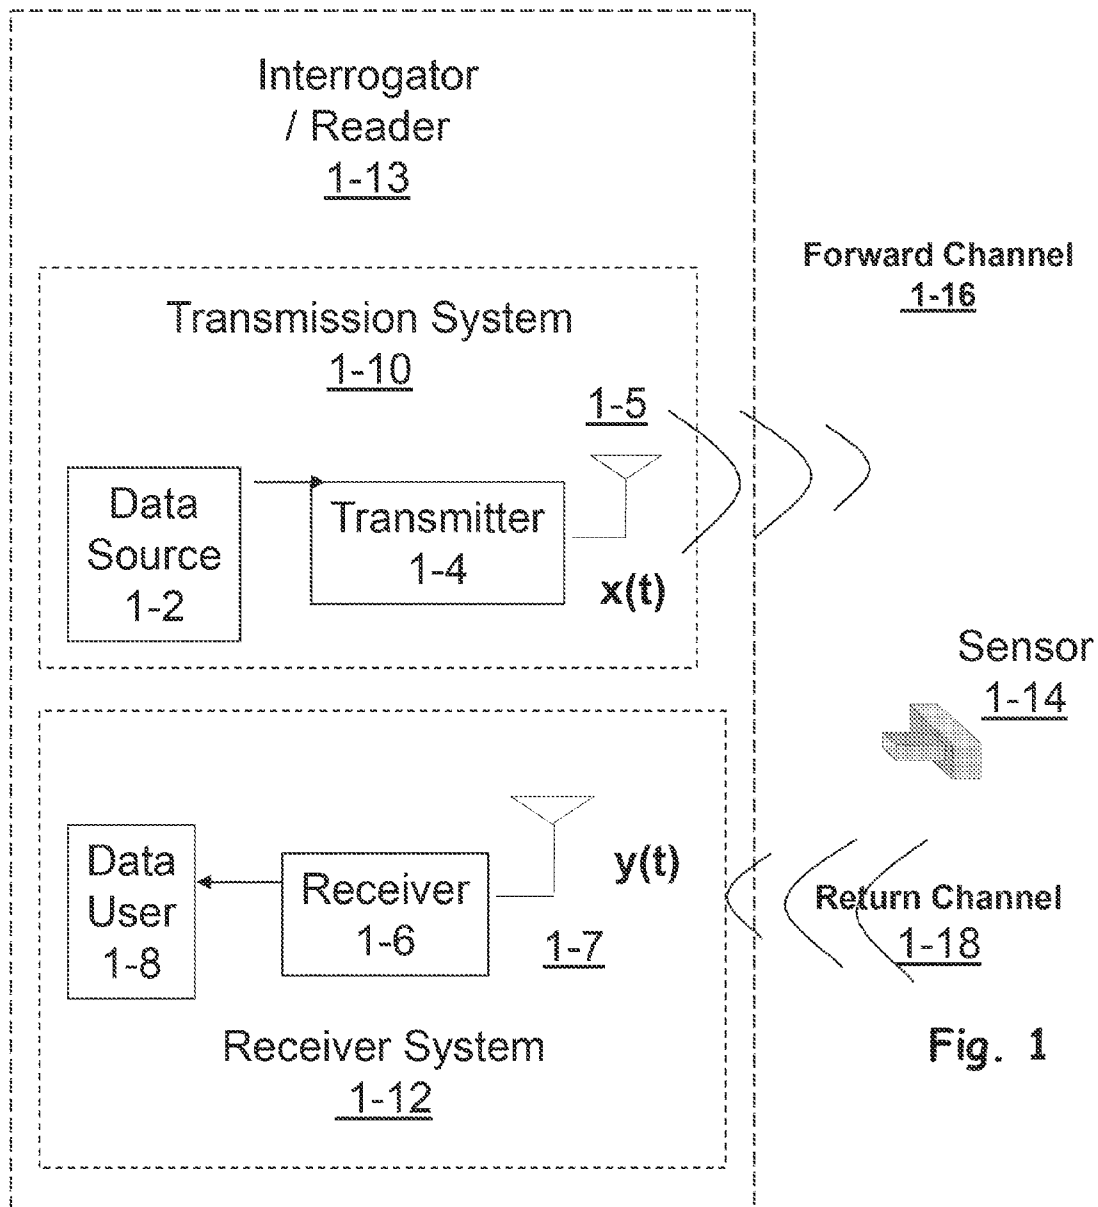 Interrogator
/ Reader
1-13
Forward Channel
1-16
Transmission System
1-10
1-5
Data
Source
1-2
Transmitter
1-4
x(t)
Sensor
1-14
Data
User
1-8
Receiver
1-6
1-7
y(t)
Return Channel
1-18
Receiver System
1-12
Fig. 1